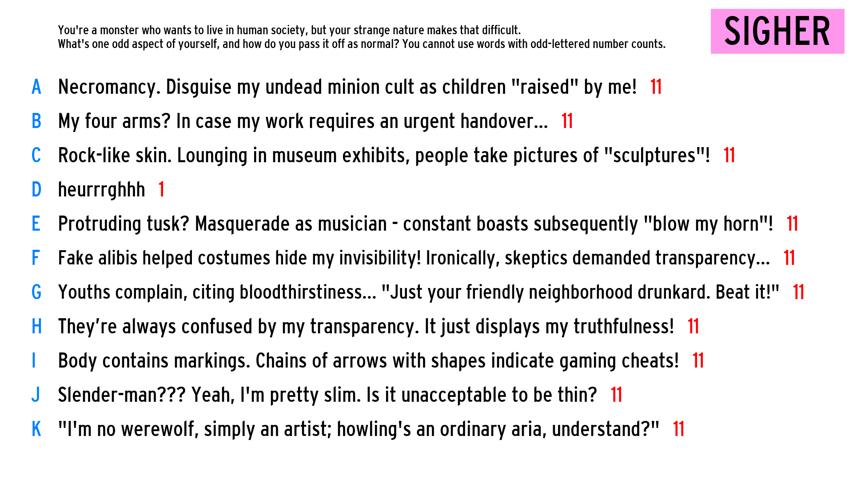 You're a monster who wants to live in human society, but your strange nature makes that difficult.
What's one odd aspect of yourself, and how do you pass it off as normal? You cannot use words with odd-lettered number counts.
SIGHER
A Necromancy. Disguise my undead minion cult as children "raised" by me! 11
B My four arms? In case my work requires an urgent handover... 11
C Rock-like skin. Lounging in museum exhibits, people take pictures of "sculptures"! 11
D heurrrghhh 1
E Protruding tusk? Masquerade as musician - constant boasts subsequently "blow my horn"! 11
F Fake alibis helped costumes hide my invisibility! Ironically, skeptics demanded transparency... 11
G Youths complain, citing bloodthirstiness... "Just your friendly neighborhood drunkard. Beat it!" 11
H They’re always confused by my transparency. It just displays my truthfulness! 11
I Body contains markings. Chains of arrows with shapes indicate gaming cheats! 11
J Slender-man??? Yeah, I'm pretty slim. Is it unacceptable to be thin? 11
K "I'm no werewolf, simply an artist; howling's an ordinary aria, understand?" 11